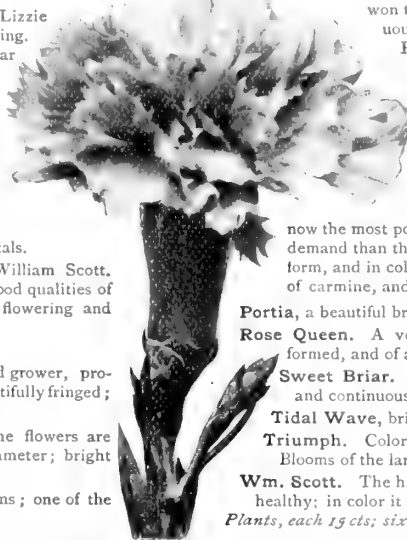 Lizzie
ing.
ar
als.
William Scott.
ood qualities of
flowering and
d grower, pro-
tifully fringed ;
he flowers are
ameter ; bright
ns ; one of the
won t
uou
now the most po
demand than th
form, and in col
of carmine, and
Portia, a beautiful br
Rose Queen. A ve
formed, and of a
Sweet Briar.
and continuous
Tidal Wave, bri
Triumph. Color
Blooms of the lar
Wm. Scott. The h
healthy; in color it
Plants, each 15 cts; six